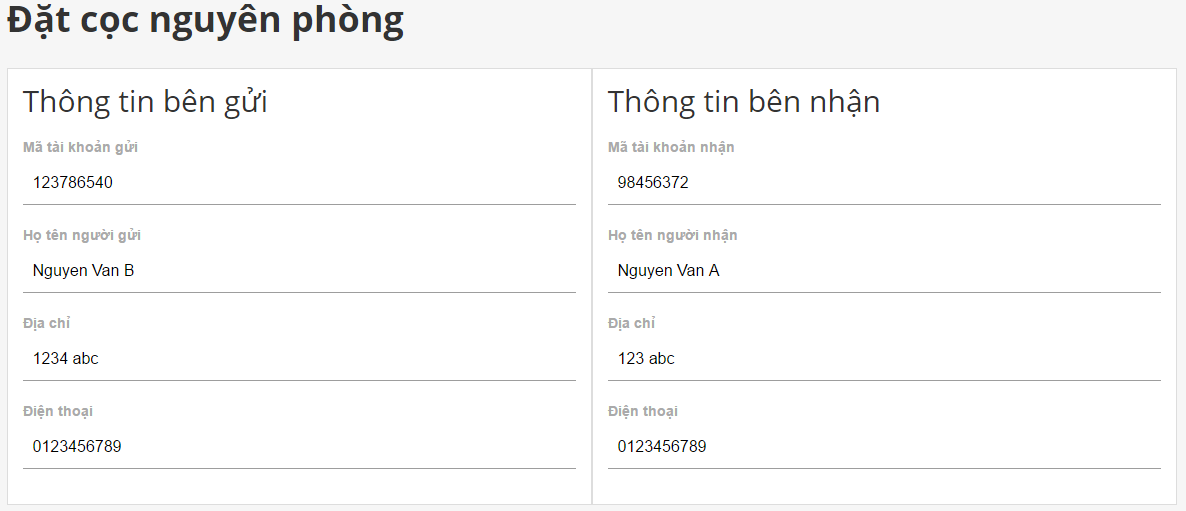 Đặt cọc nguyên phòng
Thông tin bên gửi
Mã tài khoản gửi
123786540
Họ tên người gửi
Nguyen Van B
Địa chỉ
1234 abc
Điện thoại
0123456789
Thông tin bên nhận
Mã tài khoản nhận
98456372
Họ tên người nhận
Nguyen Van A
Địa chỉ
123 abc
Điện thoại
0123456789